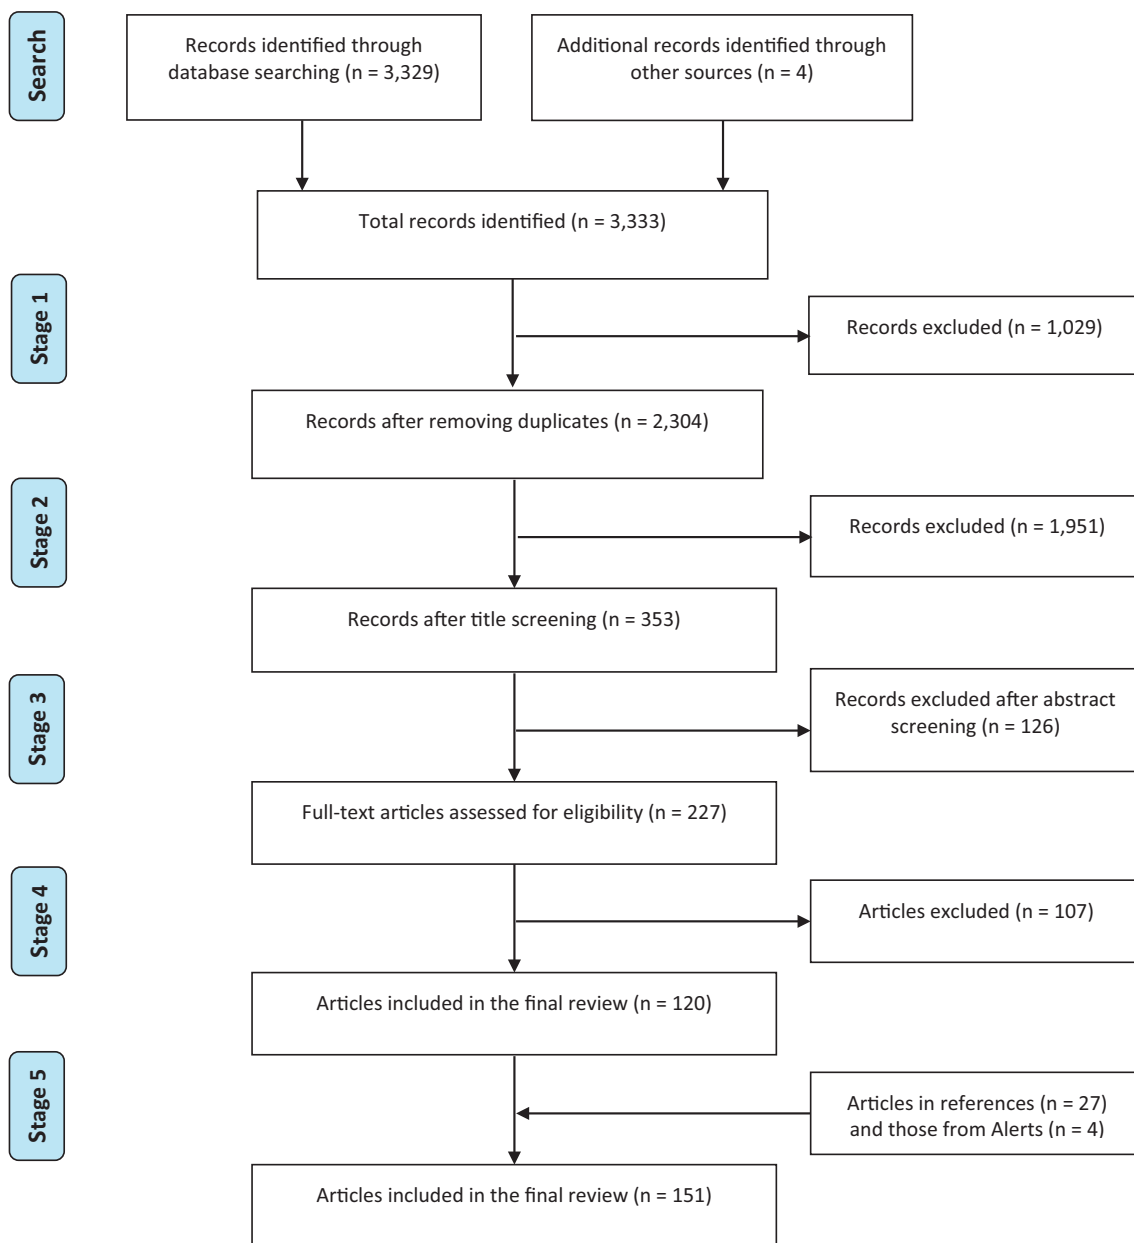 Search
Records identified through
database searching (n = 3,329)
Additional records identified through
other sources (n = 4)
Total records identified (n = 3,333)
Stage 1
Records excluded (n = 1,029)
Records after removing duplicates (n = 2,304)
Stage 2
Records excluded (n = 1,951)
Records after title screening (n = 353)
Stage 3
Records excluded after abstract
screening (n = 126)
Full-text articles assessed for eligibility (n = 227)
Stage 4
Articles excluded (n = 107)
Articles included in the final review (n = 120)
Stage 5
Articles in references (n = 27)
and those from Alerts (n = 4)
Articles included in the final review (n = 151)